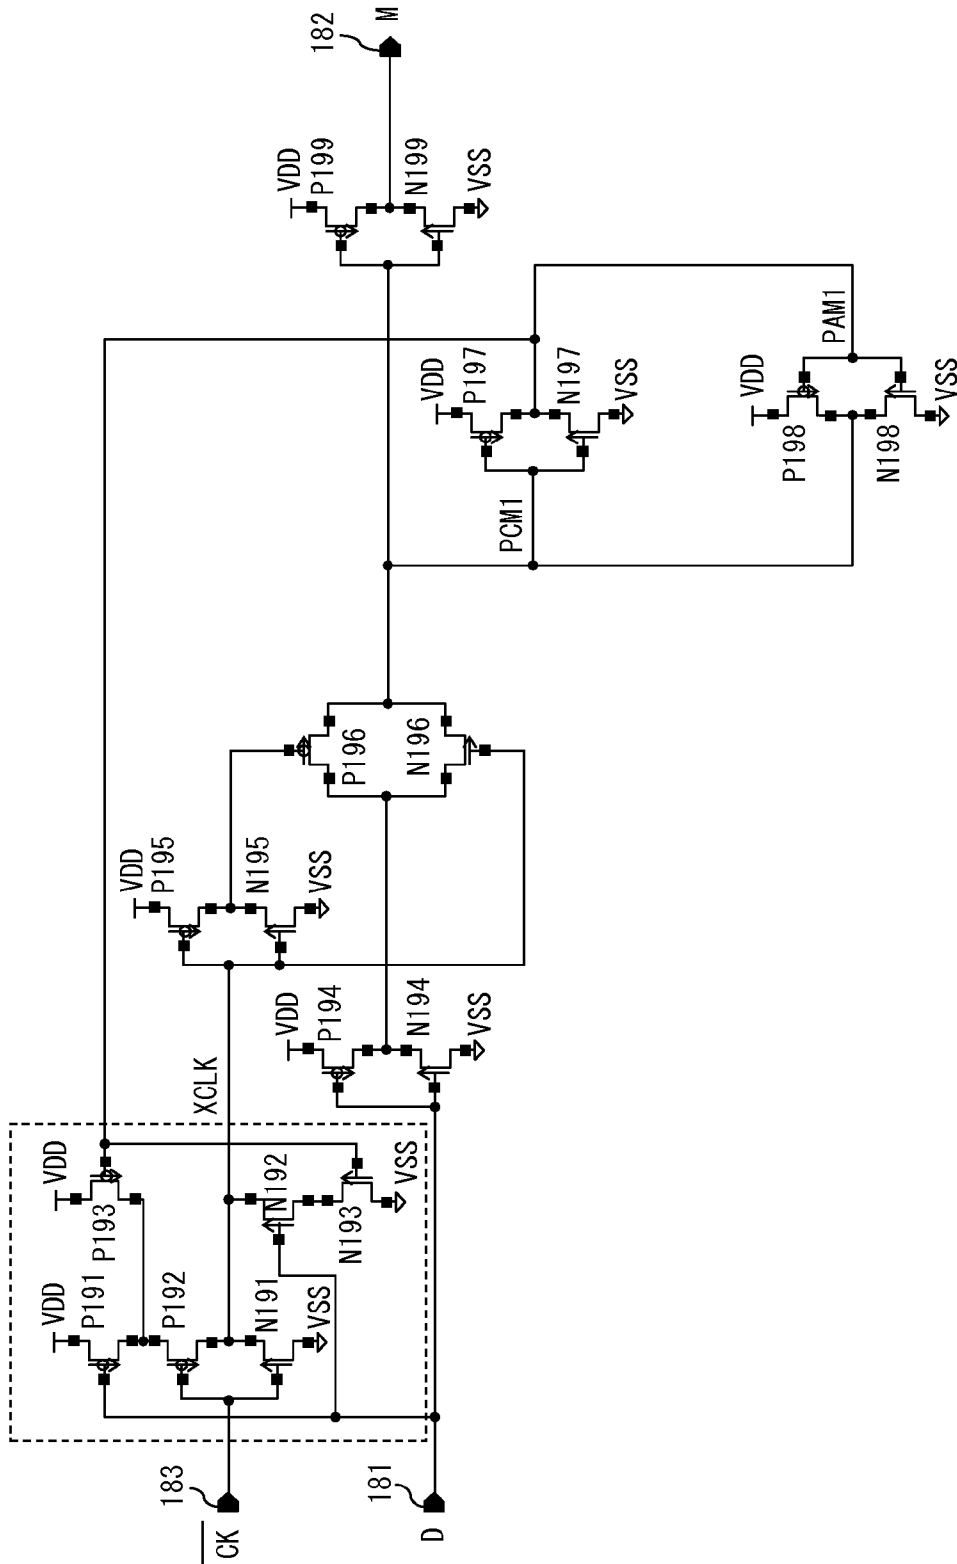 182
M
VDD
P199
N199
VSS
PAM1
VDD
P197
N197
VSS
VDD
P198
N198
VSS
PCM1
P196
N196
VDD
P195
N195
VSS
VDD
P194
N194
VSS
XCLK
VDD
P193
N192
N193
VSS
VDD
P191
P192
N191
VSS
183
CK
181
D